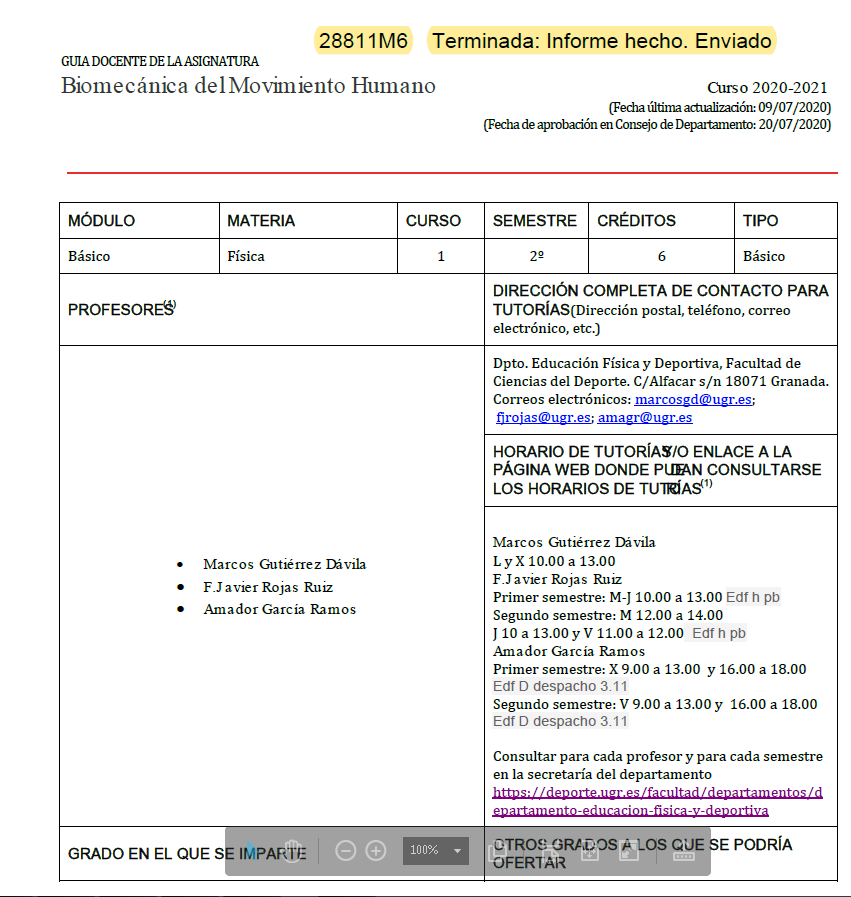 28811M6 Terminada: Informe hecho. Enviado
GUIA DOCENTE DE LA ASIGNATURA
Biomecánica del Movimiento Humano
Curso 2020-2021
(Fecha última actualización: 09/07/2020)
(Fecha de aprobación en Consejo de Departamento: 20/07/2020)
MÓDULO MATERIA CURSO SEMESTRE CRÉDITOS TIPO
Básico Física 1 2º 6 Básico
PROFESORES(1)
DIRECCIÓN COMPLETA DE CONTACTO PARA
TUTORÍAS(Dirección postal, teléfono, correo
electrónico, etc.)
Marcos Gutiérrez Dávila
F.Javier Rojas Ruiz
Amador García Ramos
Dpto. Educación Física y Deportiva, Facultad de
Ciencias del Deporte. C/Alfacar s/n 18071 Granada.
Correos electrónicos: marcosgd@ugr.es;
fjrojas@ugr.es; amagr@ugr.es
HORARIO DE TUTORÍAS Y/O ENLACE A LA
PÁGINA WEB DONDE PUEDAN CONSULTARSE
LOS HORARIOS DE TUTORÍAS(1)
Marcos Gutiérrez Dávila
L y X 10.00 a 13.00
F.Javier Rojas Ruiz
Primer semestre: M-J 10.00 a 13.00 Edf h pb
Segundo semestre: M 12.00 a 14.00
J 10 a 13.00 y V 11.00 a 12.00 Edf h pb
Amador García Ramos
Primer semestre: X 9.00 a 13.00 y 16.00 a 18.00
Edf D despacho 3.11
Segundo semestre: V 9.00 a 13.00 y 16.00 a 18.00
Edf D despacho 3.11
Consultar para cada profesor y para cada semestre
en la secretaría del departamento
https://deporte.ugr.es/facultad/departamentos/d
epartamento-educacion-fisica-y-deportiva
GRADO EN EL QUE SE IMPARTE
OTROS GRADOS A LOS QUE SE PODRÍA
OFERTAR
100%